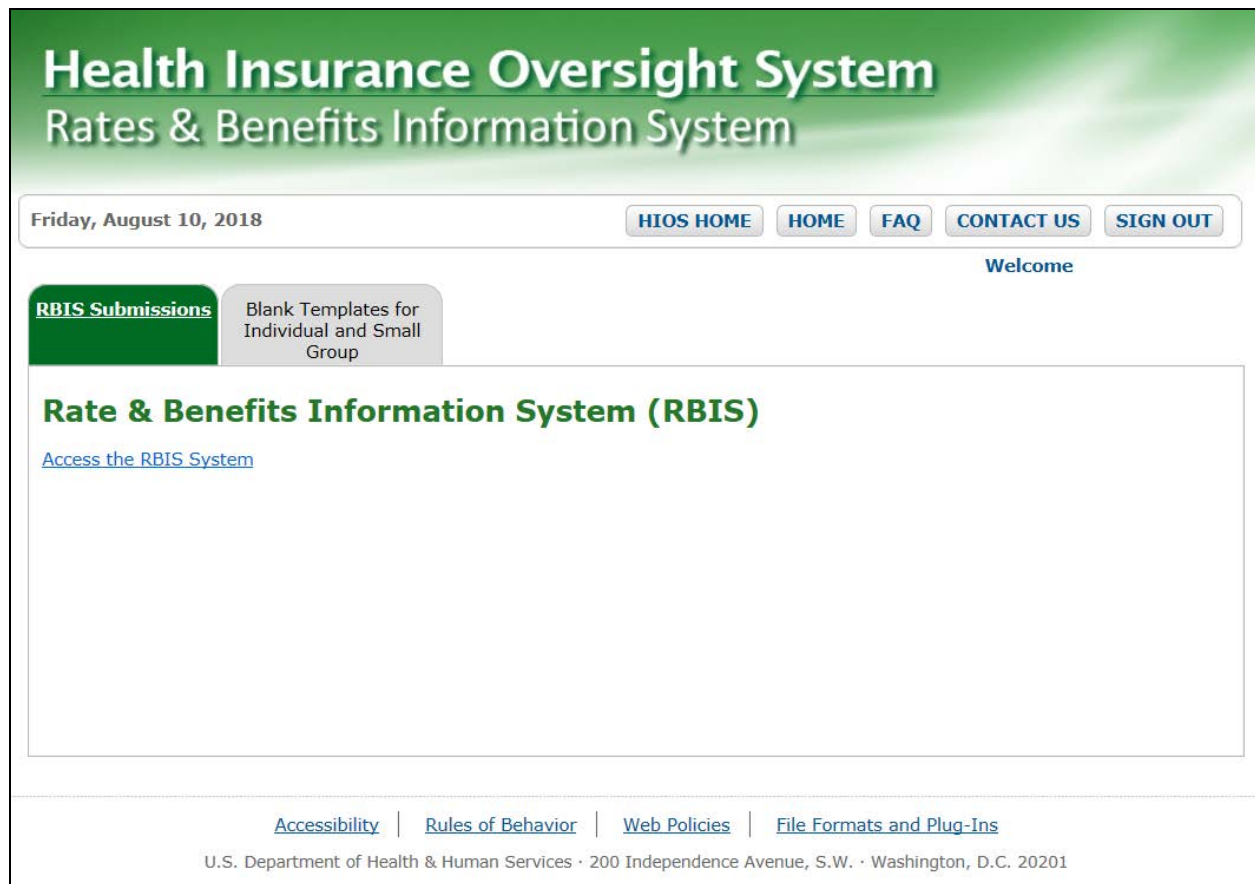 Health Insurance Oversight System
Rates & Benefits Information System
Friday, August 10, 2018
HIOS HOME
HOME
FAQ
CONTACT US
SIGN OUT
Welcome
RBIS Submissions
Blank Templates for
Individual and Small
Group
Rate & Benefits Information System (RBIS)
Access the RBIS System
Accessibility | Rules of Behavior | Web Policies | File Formats and Plug-Ins
U.S. Department of Health & Human Services · 200 Independence Avenue, S.W. · Washington, D.C. 20201